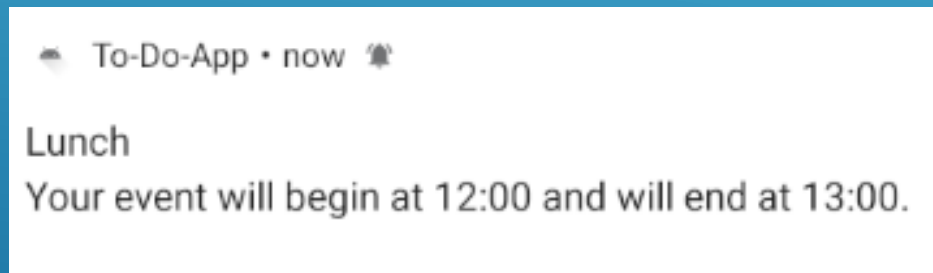 To-Do-App • now
Lunch
Your event will begin at 12:00 and will end at 13:00.